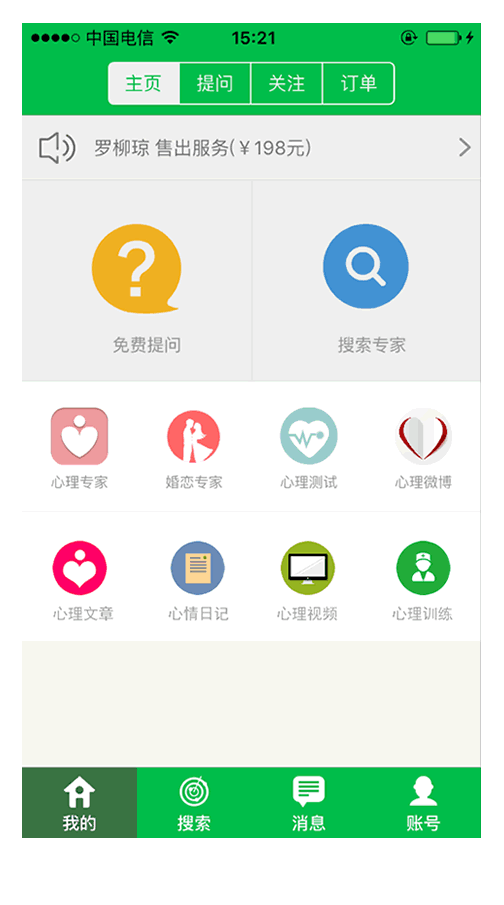 中国电信 15:21
主页 提问 关注 订单
罗柳琼 售出服务(￥198元)
免费提问 搜索专家
心理专家 婚恋专家 心理测试 心理微博
心理文章 心情日记 心理视频 心理训练
我的 搜索 消息 账号